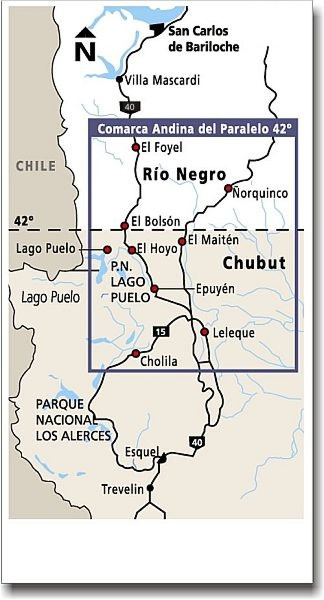 San Carlos
de Bariloche
N
Villa Mascardi
40
Comarca Andina del Paralelo 42º
El Foyel
CHILE
Río Negro
Ñorquinco
42°
El Bolsón
Lago Puelo
El Hoyo
El Maitén
P.N.
LAGO
PUELO
Chubut
Lago Puelo
Epuyén
15
Leleque
Cholila
PARQUE
NACIONAL
LOS ALERCES
40
Esquel
Trevelin